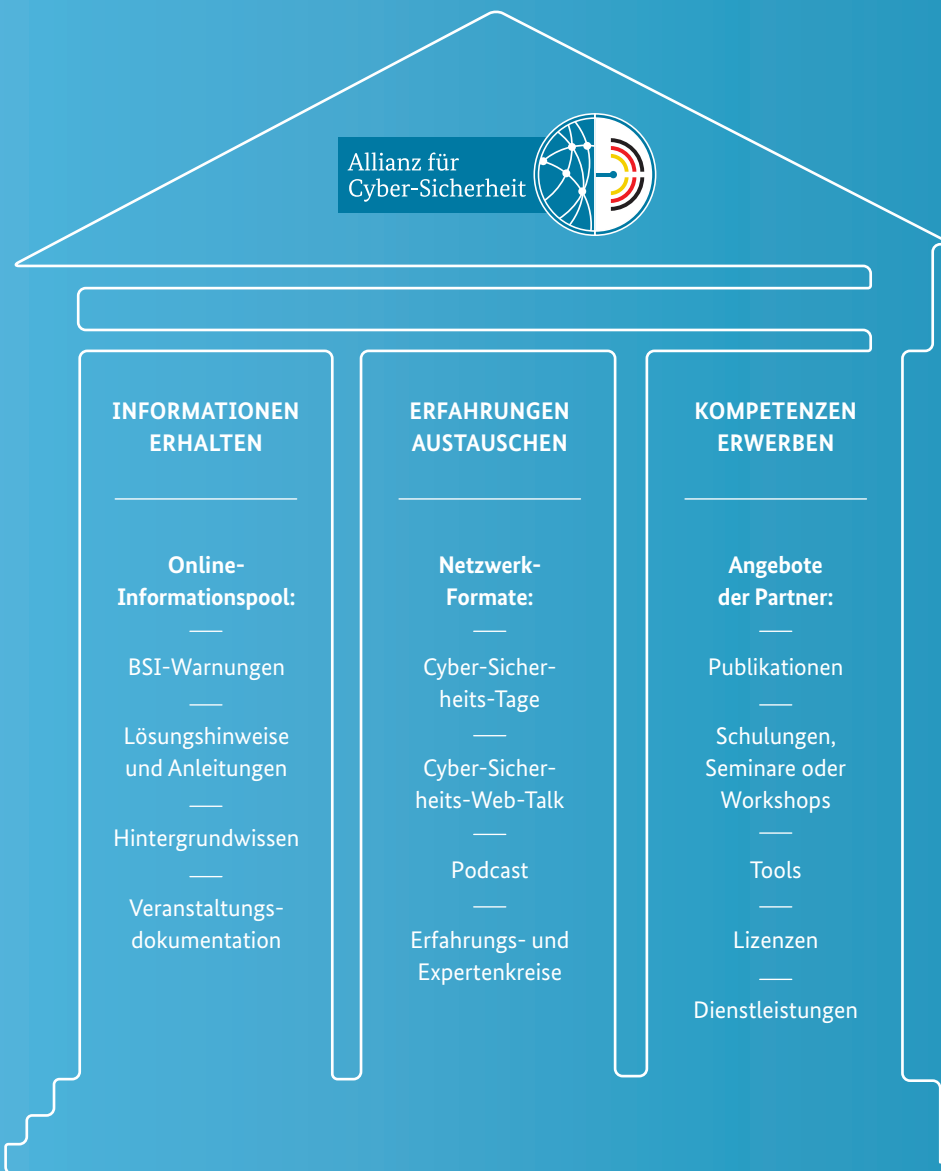 Allianz für
Cyber-Sicherheit
INFORMATIONEN
ERHALTEN
Online-
Informationspool:
BSI-Warnungen
Lösungshinweise
und Anleitungen
Hintergrundwissen
Veranstaltungs-
dokumentation
ERFAHRUNGEN
AUSTAUSCHEN
Netzwerk-
Formate:
Cyber-Sicher-
heits-Tage
Cyber-Sicher-
heits-Web-Talk
Podcast
Erfahrungs- und
Expertenkreise
KOMPETENZEN
ERWERBEN
Angebote
der Partner:
Publikationen
Schulungen,
Seminare oder
Workshops
Tools
Lizenzen
Dienstleistungen